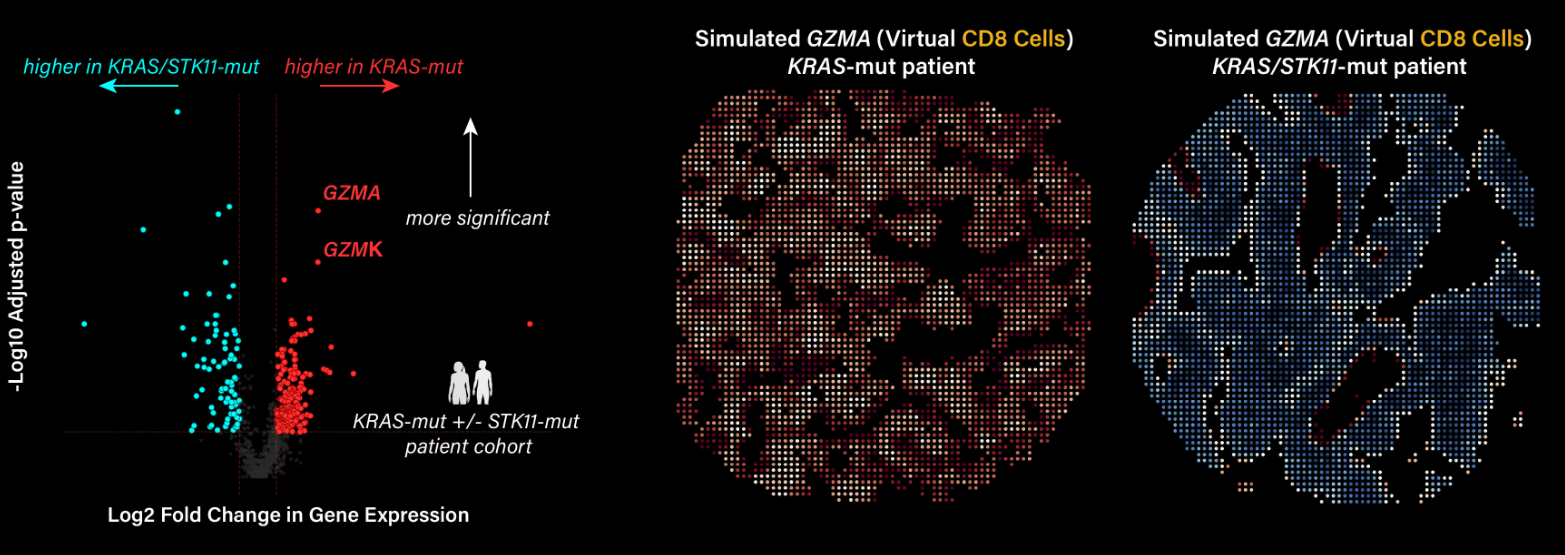 higher in KRAS/STK11-mut
higher in KRAS-mut
-Log10 Adjusted p-value
GZMA
more significant
GZMK
KRAS-mut +/- STK11-mut
patient cohort
Log2 Fold Change in Gene Expression
Simulated GZMA (Virtual CD8 Cells)
KRAS-mut patient
Simulated GZMA (Virtual CD8 Cells)
KRAS/STK11-mut patient